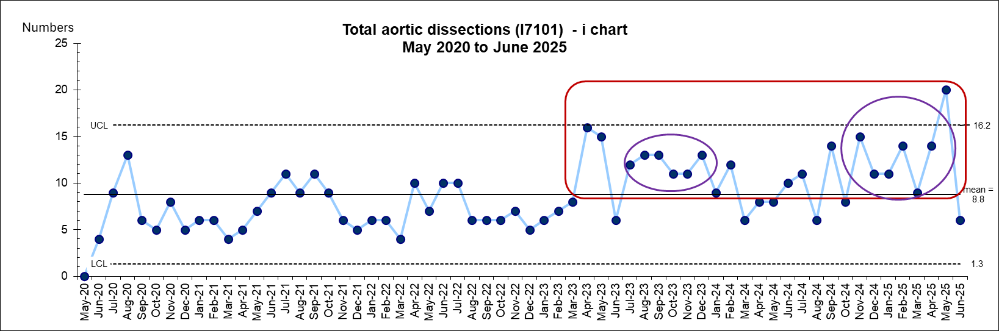 Numbers
Total aortic dissections (I7101)  - i chart
May 2020 to June 2025
25
20
15
10
5
0
UCL
16.2
mean =
8.8
LCL
1.3
May-20
Jun-20
Jul-20
Aug-20
Sep-20
Oct-20
Nov-20
Dec-20
Jan-21
Feb-21
Mar-21
Apr-21
May-21
Jun-21
Jul-21
Aug-21
Sep-21
Oct-21
Nov-21
Dec-21
Jan-22
Feb-22
Mar-22
Apr-22
May-22
Jun-22
Jul-22
Aug-22
Sep-22
Oct-22
Nov-22
Dec-22
Jan-23
Feb-23
Mar-23
Apr-23
May-23
Jun-23
Jul-23
Aug-23
Sep-23
Oct-23
Nov-23
Dec-23
Jan-24
Feb-24
Mar-24
Apr-24
May-24
Jun-24
Jul-24
Aug-24
Sep-24
Oct-24
Nov-24
Dec-24
Jan-25
Feb-25
Mar-25
Apr-25
May-25
Jun-25